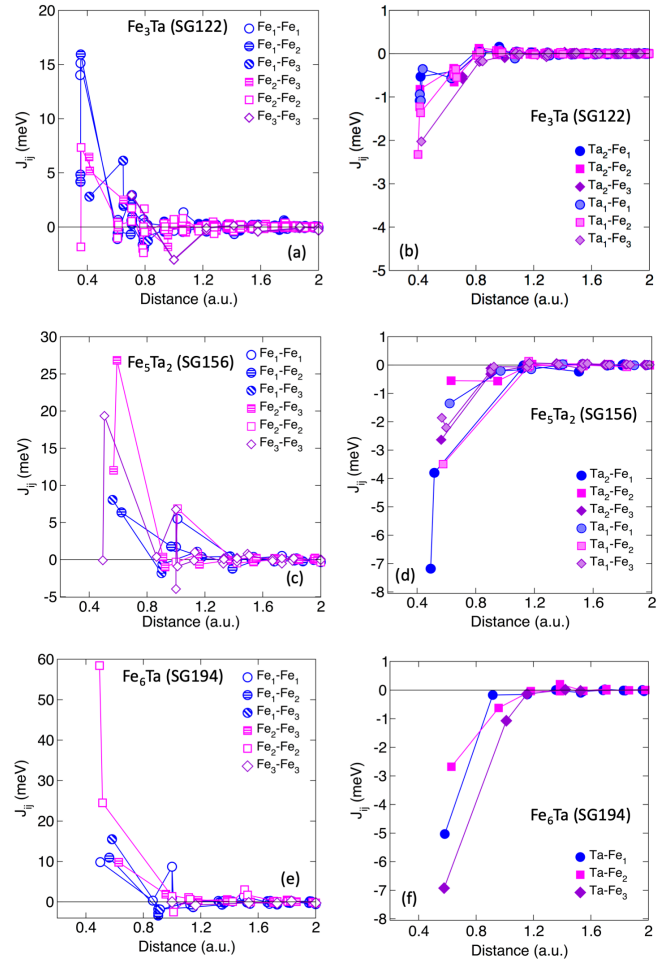 Fe3Ta (SG122)
Fe1-Fe1
Fe1-Fe2
Fe1-Fe3
Fe2-Fe3
Fe2-Fe2
Fe3-Fe3
20
15
10
5
0
-5
Jij (meV)
(a)
0.4 0.8 1.2 1.6 2
Distance (a.u.)
1
0
-1
-2
-3
-4
-5
Jij (meV)
Fe3Ta (SG122)
Ta2-Fe1
Ta2-Fe2
Ta2-Fe3
Ta1-Fe1
Ta1-Fe2
Ta1-Fe3
(b)
0.4 0.8 1.2 1.6 2
Distance (a.u.)
Fe5Ta2 (SG156)
Fe1-Fe1
Fe1-Fe2
Fe1-Fe3
Fe2-Fe3
Fe2-Fe2
Fe3-Fe3
30
25
20
15
10
5
0
-5
Jij (meV)
(c)
0.4 0.8 1.2 1.6 2
Distance (a.u.)
1
0
-1
-2
-3
-4
-5
-6
-7
-8
Jij (meV)
Fe5Ta2 (SG156)
Ta2-Fe1
Ta2-Fe2
Ta2-Fe3
Ta1-Fe1
Ta1-Fe2
Ta1-Fe3
(d)
0.4 0.8 1.2 1.6 2
Distance (a.u.)
Fe6Ta (SG194)
Fe1-Fe1
Fe1-Fe2
Fe1-Fe3
Fe2-Fe3
Fe2-Fe2
Fe3-Fe3
60
50
40
30
20
10
0
Jij (meV)
(e)
0.4 0.8 1.2 1.6 2
Distance (a.u.)
1
0
-1
-2
-3
-4
-5
-6
-7
-8
Jij (meV)
Fe6Ta (SG194)
Ta-Fe1
Ta-Fe2
Ta-Fe3
(f)
0.4 0.8 1.2 1.6 2
Distance (a.u.)